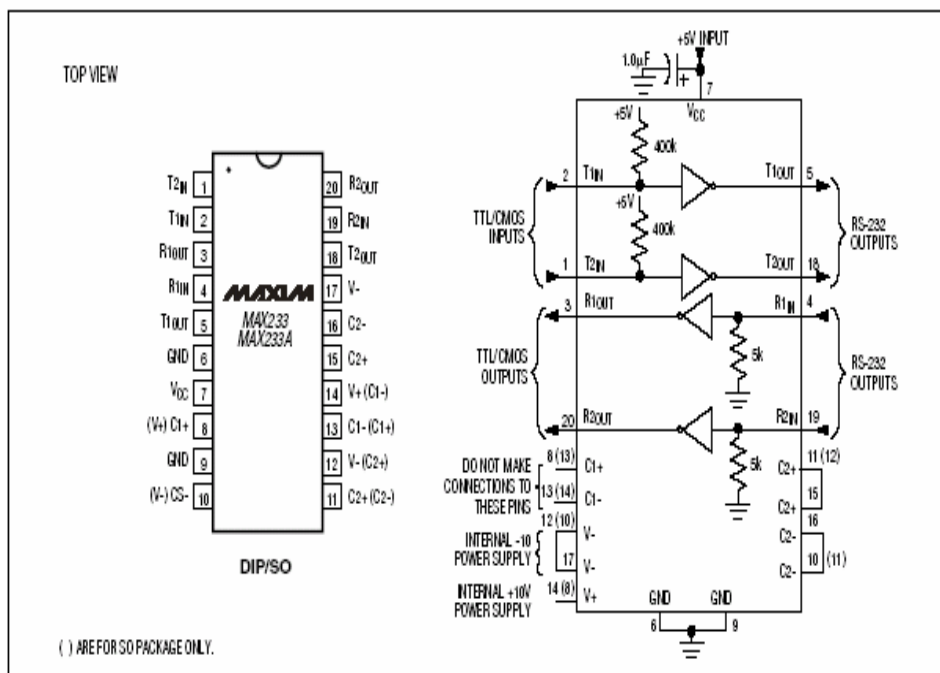 TOP VIEW
T2IN 1
T1IN 2
R1OUT 3
R1IN 4
T1OUT 5
GND 6
VCC 7
(V+) C1+ 8
GND 9
(V-) CS- 10
20 R2OUT
19 R2IN
18 T2OUT
17 V-
16 C2-
15 C2+
14 V+ (C1-)
13 C1- (C1+)
12 V- (C2+)
11 C2+ (C2-)
MAXIM
MAX233
MAX233A
DIP/SO
( ) ARE FOR SO PACKAGE ONLY.
+5V INPUT
1.0µF
+
7
VCC
+5V
400k
2 T1IN T1OUT 5
+5V
400k
TTL/CMOS
INPUTS
RS-232
OUTPUTS
1 T2IN T2OUT 18
3 R1OUT R1IN 4
5k
TTL/CMOS
OUTPUTS
RS-232
OUTPUTS
20 R2OUT R2IN 19
5k
DO NOT MAKE
CONNECTIONS TO
THESE PINS
8 (13) C1+
13 (14) C1-
12 (10) V-
INTERNAL -10
POWER SUPPLY
17 V-
INTERNAL +10V
POWER SUPPLY
14 (8) V+
C2+ 11 (12)
C2+ 15
C2- 16
C2- 10 (11)
GND GND
6 9